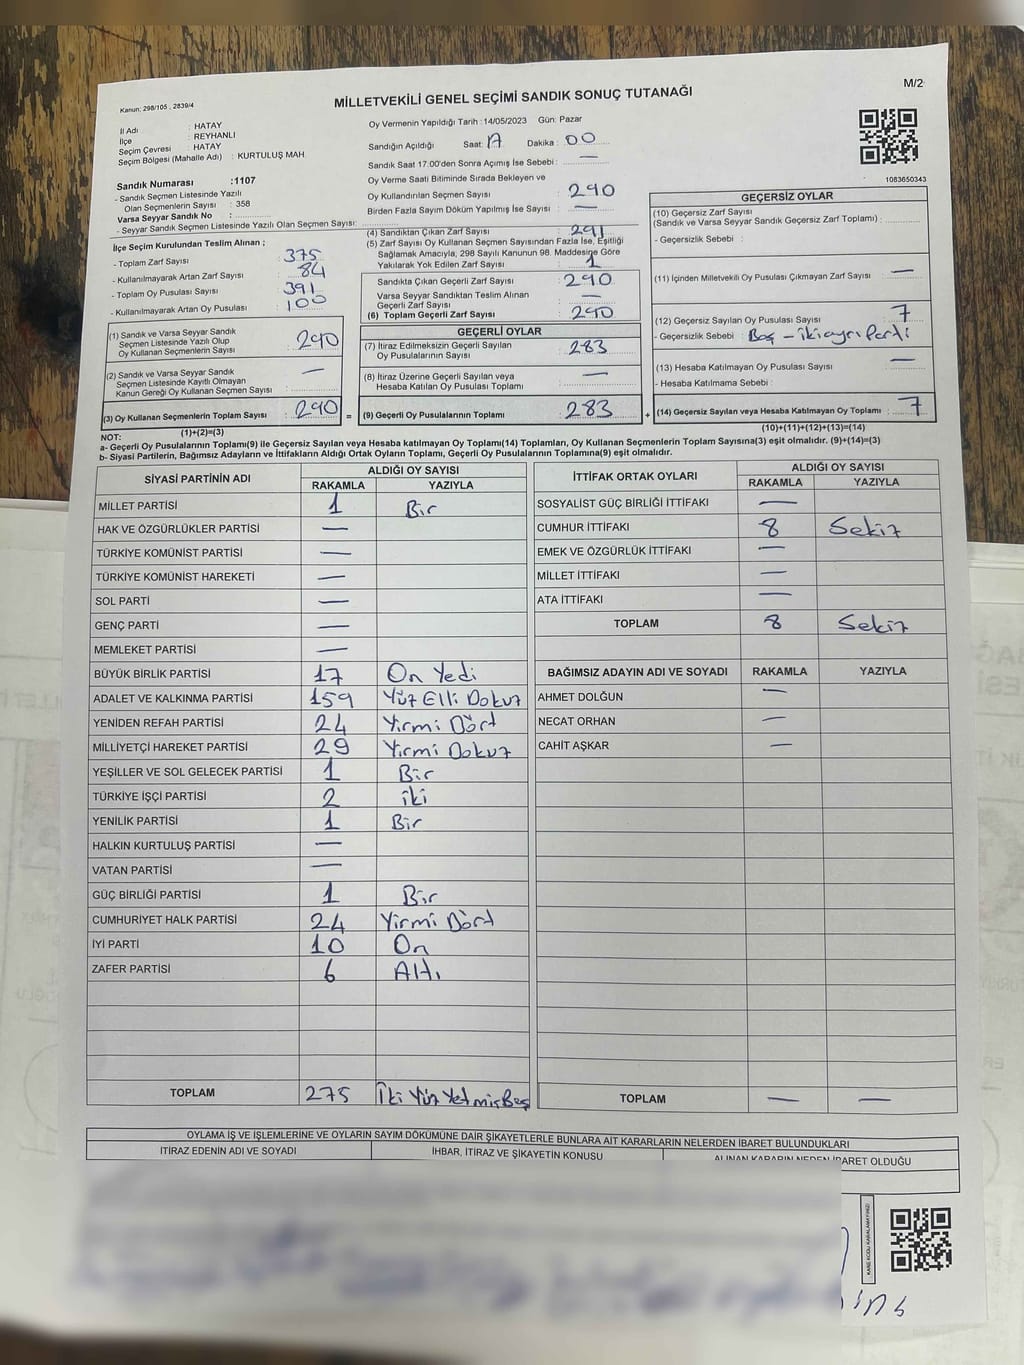 M/2
Kanun: 298/105 , 2839/4
MİLLETVEKİLİ GENEL SEÇİMİ SANDIK SONUÇ TUTANAĞI
İl Adı : HATAY
İlçe : REYHANLI
Seçim Çevresi : HATAY
Seçim Bölgesi (Mahalle Adı) : KURTULUŞ MAH
Sandık Numarası :1107
- Sandık Seçmen Listesinde Yazılı
Olan Seçmenlerin Sayısı : 358
Varsa Seyyar Sandık No :
- Seyyar Sandık Seçmen Listesinde Yazılı Olan Seçmen Sayısı:
İlçe Seçim Kurulundan Teslim Alınan ;
- Toplam Zarf Sayısı : 375
- Kullanılmayarak Artan Zarf Sayısı : 84
- Toplam Oy Pusulası Sayısı : 391
- Kullanılmayarak Artan Oy Pusulası : 100
(1) Sandık ve Varsa Seyyar Sandık
Seçmen Listesinde Yazılı Olup
Oy Kullanan Seçmenlerin Sayısı : 290
(2) Sandık ve Varsa Seyyar Sandık
Seçmen Listesinde Kayıtlı Olmayan
Kanun Gereği Oy Kullanan Seçmen Sayısı : —
(3) Oy Kullanan Seçmenlerin Toplam Sayısı : 290 =
(1)+(2)=(3)
Oy Vermenin Yapıldığı Tarih : 14/05/2023 Gün: Pazar
Sandığın Açıldığı Saat: Dakika : 00
Sandık Saat 17.00'den Sonra Açımış İse Sebebi : —
Oy Verme Saati Bitiminde Sırada Bekleyen ve
Oy Kullandırılan Seçmen Sayısı : 290
Birden Fazla Sayım Döküm Yapılmış İse Sayısı : —
(4) Sandıktan Çıkan Zarf Sayısı : 291
(5) Zarf Sayısı Oy Kullanan Seçmen Sayısından Fazla İse, Eşitliği
Sağlamak Amacıyla, 298 Sayılı Kanunun 98. Maddesine Göre
Yakılarak Yok Edilen Zarf Sayısı : 1
Sandıkta Çıkan Geçerli Zarf Sayısı : 290
Varsa Seyyar Sandıktan Teslim Alınan
Geçerli Zarf Sayısı : —
(6) Toplam Geçerli Zarf Sayısı : 290
GEÇERLİ OYLAR
(7) İtiraz Edilmeksizin Geçerli Sayılan
Oy Pusulalarının Sayısı : 283
(8) İtiraz Üzerine Geçerli Sayılan veya
Hesaba Katılan Oy Pusulası Toplamı : —
(9) Geçerli Oy Pusulalarının Toplamı : 283 +
1083650343
GEÇERSİZ OYLAR
(10) Geçersiz Zarf Sayısı
(Sandık ve Varsa Seyyar Sandık Geçersiz Zarf Toplamı) :
- Geçersizlik Sebebi :
(11) İçinden Milletvekili Oy Pusulası Çıkmayan Zarf Sayısı : —
(12) Geçersiz Sayılan Oy Pusulası Sayısı : 7
- Geçersizlik Sebebi : Boş – iki ayrı Parti
(13) Hesaba Katılmayan Oy Pusulası Sayısı : —
- Hesaba Katılmama Sebebi :
(14) Geçersiz Sayılan veya Hesaba Katılmayan Oy Toplamı : 7
(10)+(11)+(12)+(13)=(14)
NOT:
a- Geçerli Oy Pusulalarının Toplamı(9) ile Geçersiz Sayılan veya Hesaba katılmayan Oy Toplamı(14) Toplamları, Oy Kullanan Seçmenlerin Toplam Sayısına(3) eşit olmalıdır. (9)+(14)=(3)
b- Siyasi Partilerin, Bağımsız Adayların ve İttifakların Aldığı Ortak Oyların Toplamı, Geçerli Oy Pusulalarının Toplamına(9) eşit olmalıdır.
SİYASİ PARTİNİN ADI ALDIĞI OY SAYISI
RAKAMLA YAZIYLA
MİLLET PARTİSİ 1 Bir
HAK VE ÖZGÜRLÜKLER PARTİSİ —
TÜRKİYE KOMÜNİST PARTİSİ —
TÜRKİYE KOMÜNİST HAREKETİ —
SOL PARTİ —
GENÇ PARTİ —
MEMLEKET PARTİSİ —
BÜYÜK BİRLİK PARTİSİ 17 On Yedi
ADALET VE KALKINMA PARTİSİ 159 Yüz Elli Dokuz
YENİDEN REFAH PARTİSİ 24 Yirmi Dört
MİLLİYETÇİ HAREKET PARTİSİ 29 Yirmi Dokuz
YEŞİLLER VE SOL GELECEK PARTİSİ 1 Bir
TÜRKİYE İŞÇİ PARTİSİ 2 iki
YENİLİK PARTİSİ 1 Bir
HALKIN KURTULUŞ PARTİSİ —
VATAN PARTİSİ —
GÜÇ BİRLİĞİ PARTİSİ 1 Bir
CUMHURİYET HALK PARTİSİ 24 Yirmi Dört
İYİ PARTİ 10 On
ZAFER PARTİSİ 6 Altı
TOPLAM 275 İki Yüz Yetmiş Beş
İTTİFAK ORTAK OYLARI ALDIĞI OY SAYISI
RAKAMLA YAZIYLA
SOSYALİST GÜÇ BİRLİĞİ İTTİFAKI —
CUMHUR İTTİFAKI 8 Sekiz
EMEK VE ÖZGÜRLÜK İTTİFAKI —
MİLLET İTTİFAKI —
ATA İTTİFAKI —
TOPLAM 8 Sekiz
BAĞIMSIZ ADAYIN ADI VE SOYADI RAKAMLA YAZIYLA
AHMET DOLĞUN —
NECAT ORHAN —
CAHİT AŞKAR —
TOPLAM — —
OYLAMA İŞ VE İŞLEMLERİNE VE OYLARIN SAYIM DÖKÜMÜNE DAİR ŞİKAYETLERLE BUNLARA AİT KARARLARIN NELERDEN İBARET BULUNDUKLARI
İTİRAZ EDENİN ADI VE SOYADI İHBAR, İTİRAZ VE ŞİKAYETİN KONUSU ALINAN KARARIN NEDEN İBARET OLDUĞU